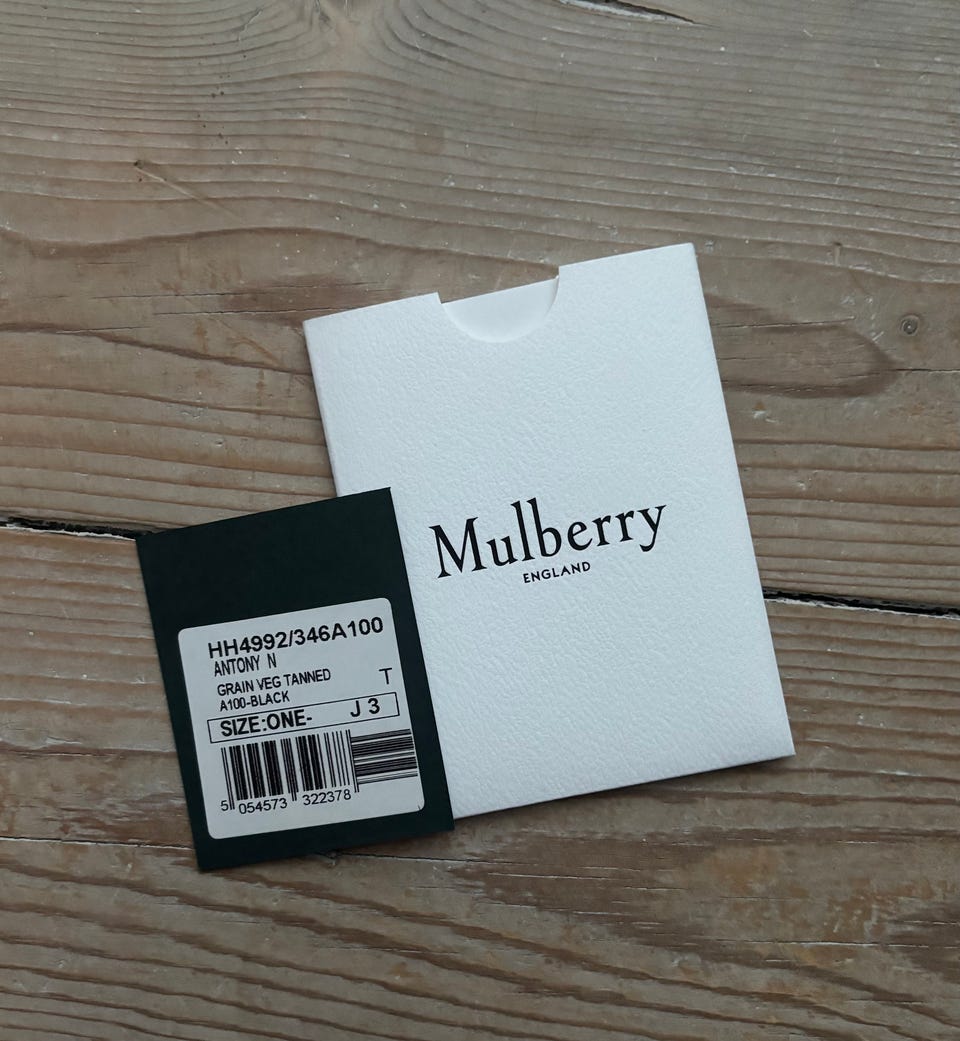 Mulberry
ENGLAND
HH4992/346A100
ANTONY N
GRAIN VEG TANNED T
A100-BLACK
SIZE:ONE- J 3
5 054573 322378